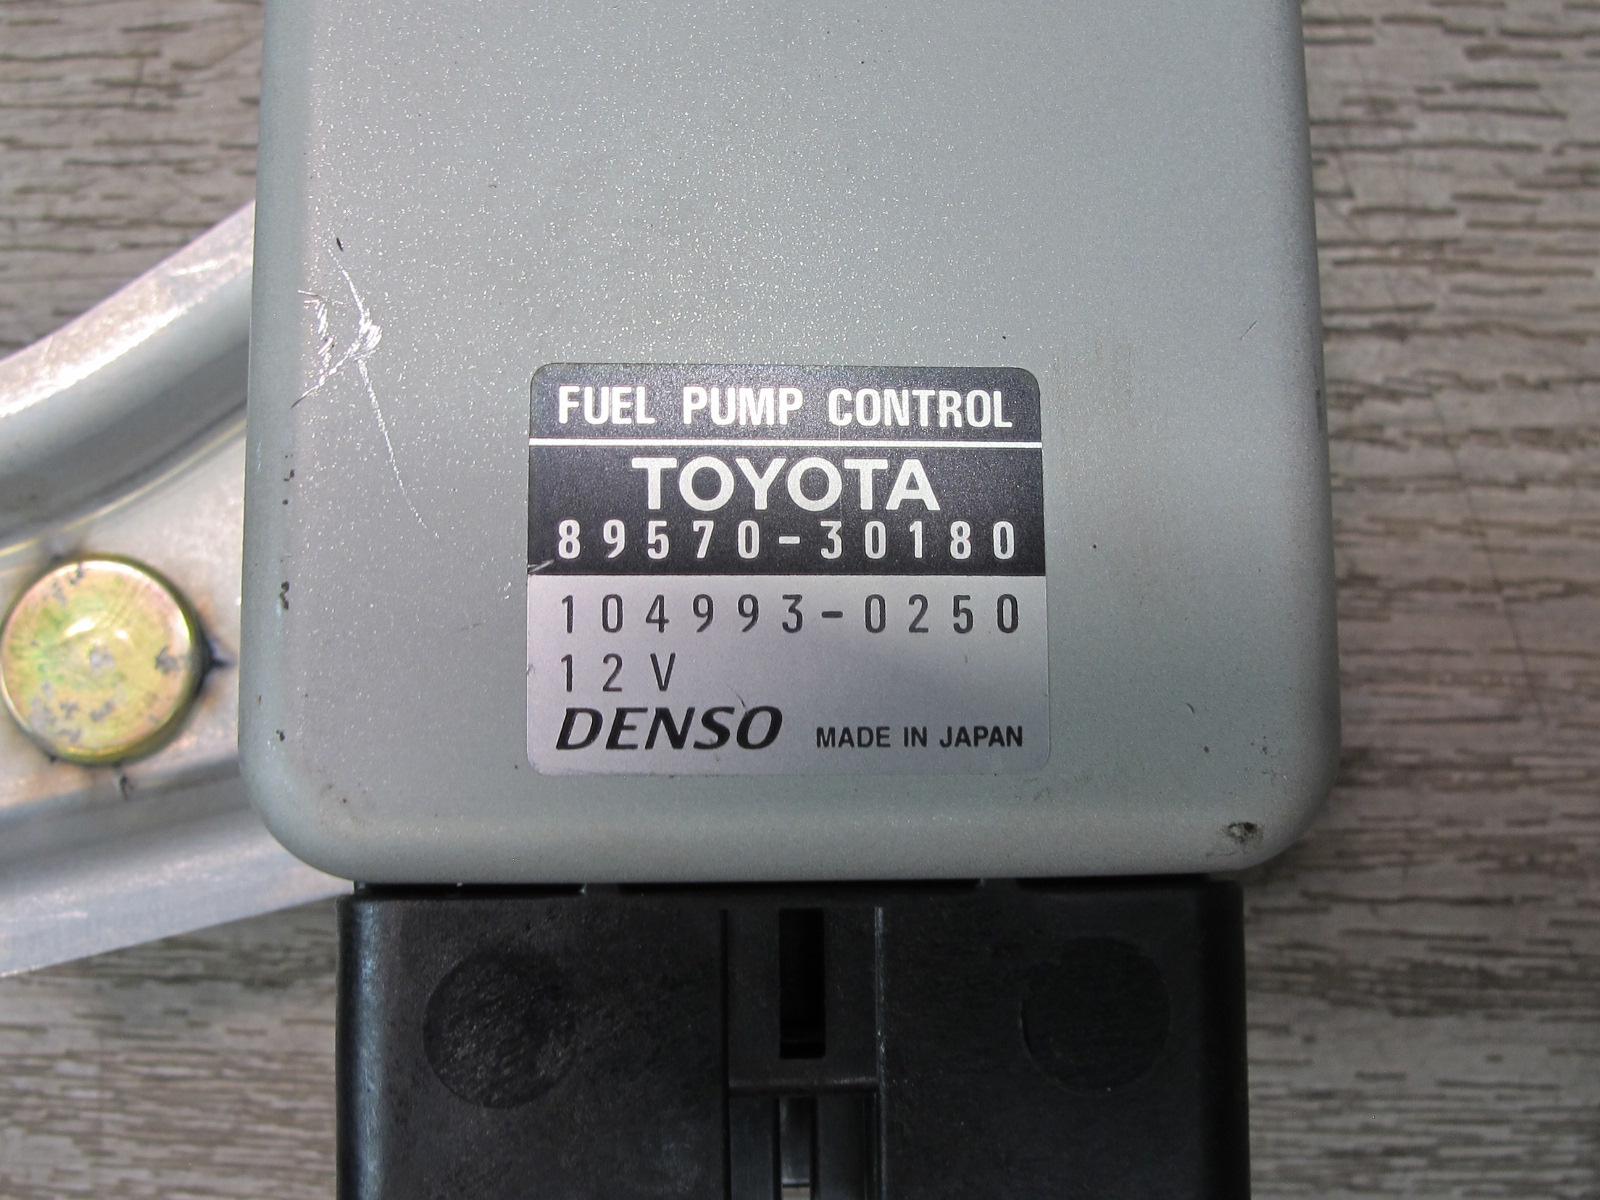 FUEL PUMP CONTROL
TOYOTA
89570-30180
104993-0250
12V
DENSO MADE IN JAPAN